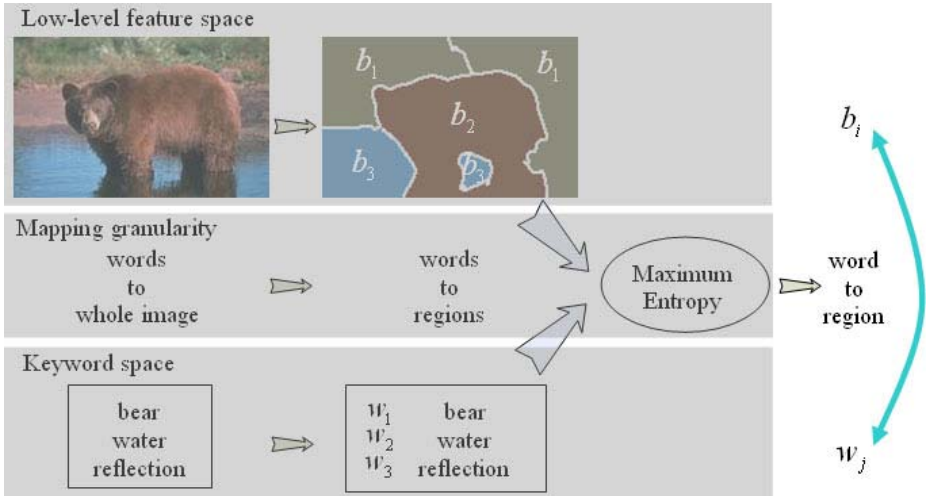 Low-level feature space
b1
b1
b2
b3
b3
bi
Mapping granularity
words
to
whole image
words
to
regions
Maximum
Entropy
word
to
region
Keyword space
bear
water
reflection
w1 bear
w2 water
w3 reflection
wj